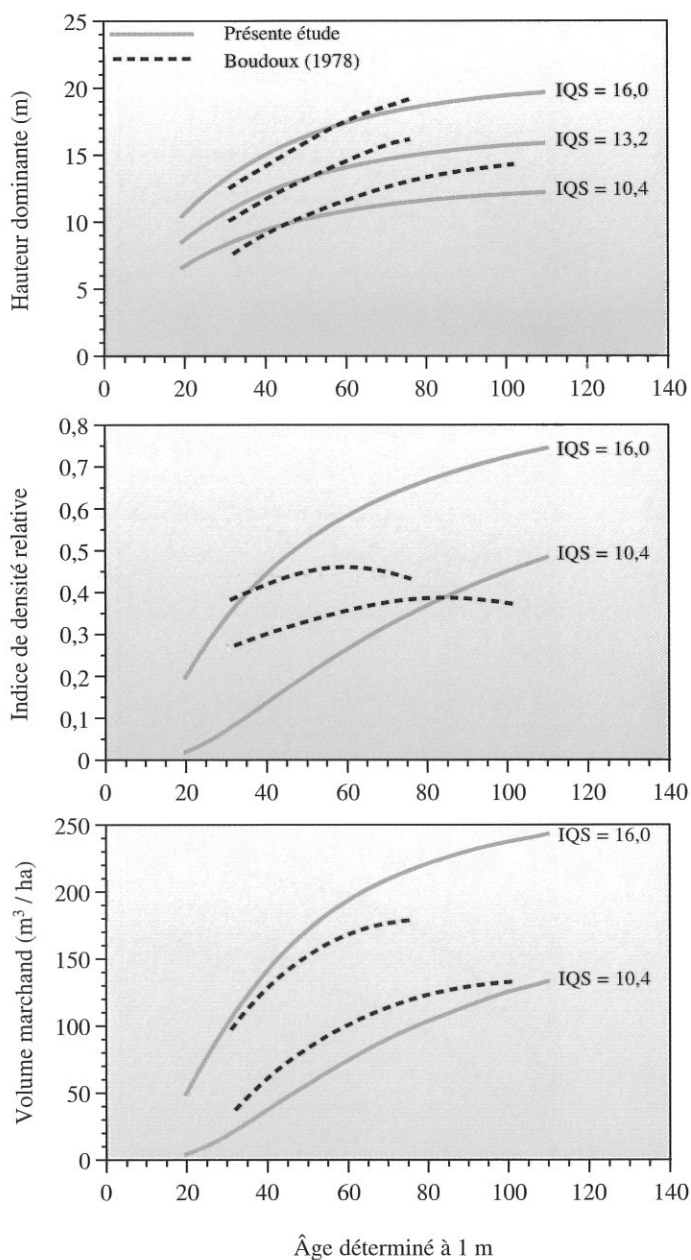 Présente étude
Boudoux (1978)
Hauteur dominante (m)
25
20
15
10
5
0
IQS = 16,0
IQS = 13,2
IQS = 10,4
0 20 40 60 80 100 120 140
Indice de densité relative
0,8
0,7
0,6
0,5
0,4
0,3
0,2
0,1
0
IQS = 16,0
IQS = 10,4
0 20 40 60 80 100 120 140
Volume marchand (m³ / ha)
250
200
150
100
50
0
IQS = 16,0
IQS = 10,4
0 20 40 60 80 100 120 140
Âge déterminé à 1 m